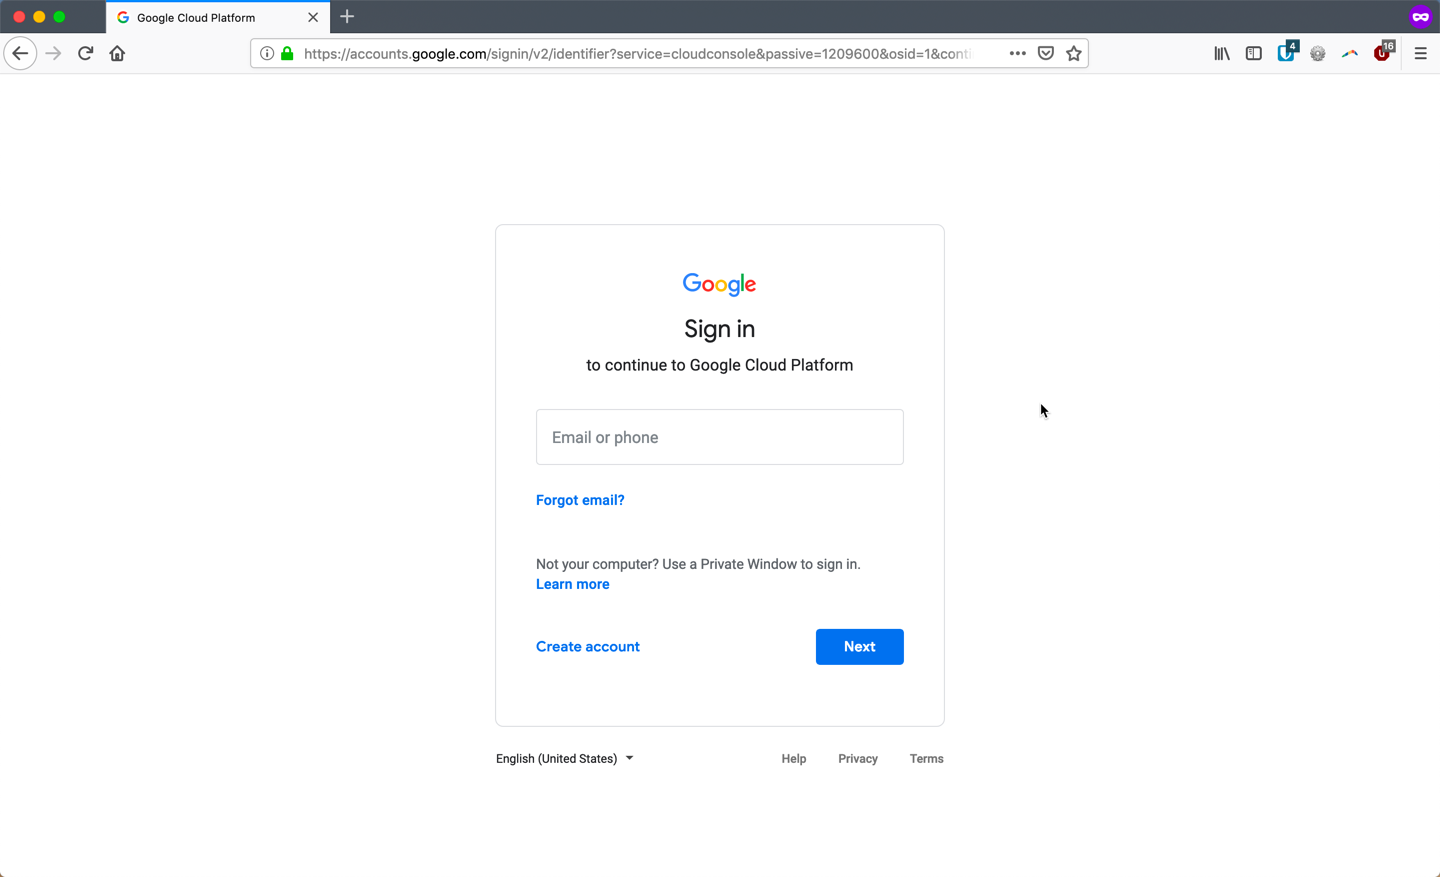 Google Cloud Platform
https://accounts.google.com/signin/v2/identifier?service=cloudconsole&passive=1209600&osid=1&conti
4
16
Google
Sign in
to continue to Google Cloud Platform
Email or phone
Forgot email?
Not your computer? Use a Private Window to sign in.
Learn more
Create account
Next
English (United States)
Help
Privacy
Terms